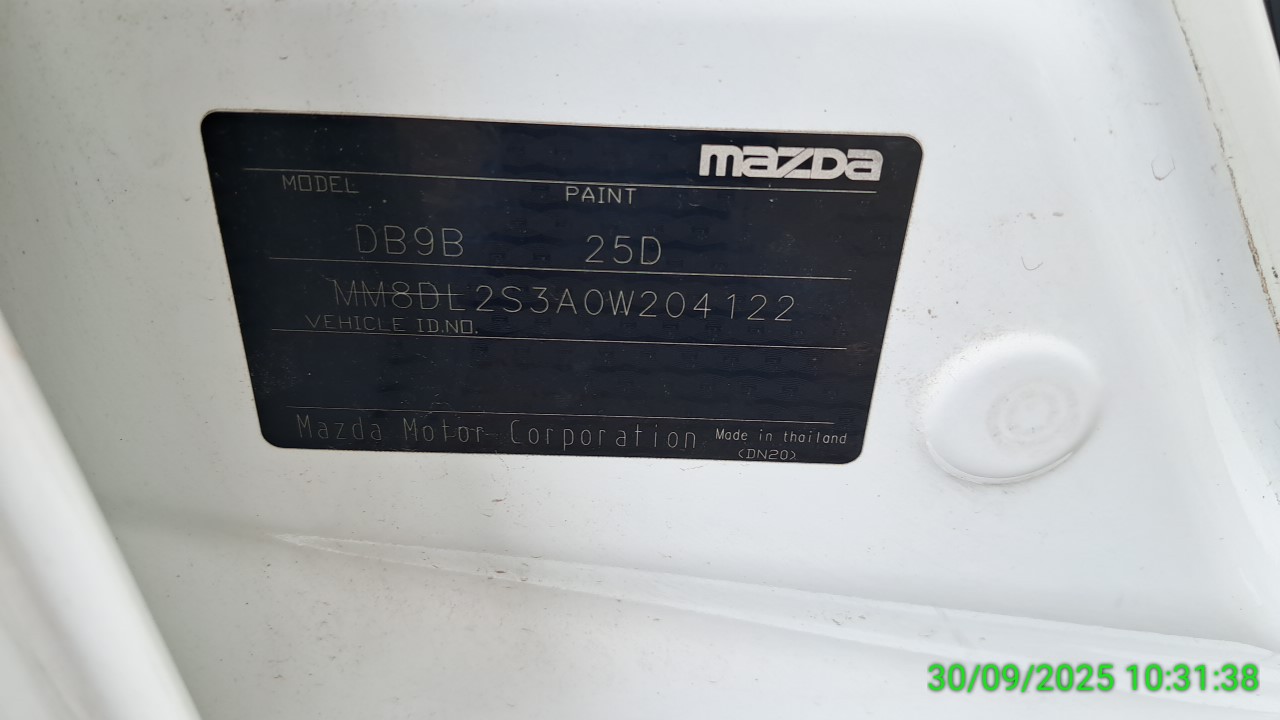 mazda
MODEL PAINT
DB9B 25D
MM8DL2S3A0W204122
VEHICLE ID.NO.
Mazda Motor Corporation Made in thailand
(DN20)
30/09/2025 10:31:38